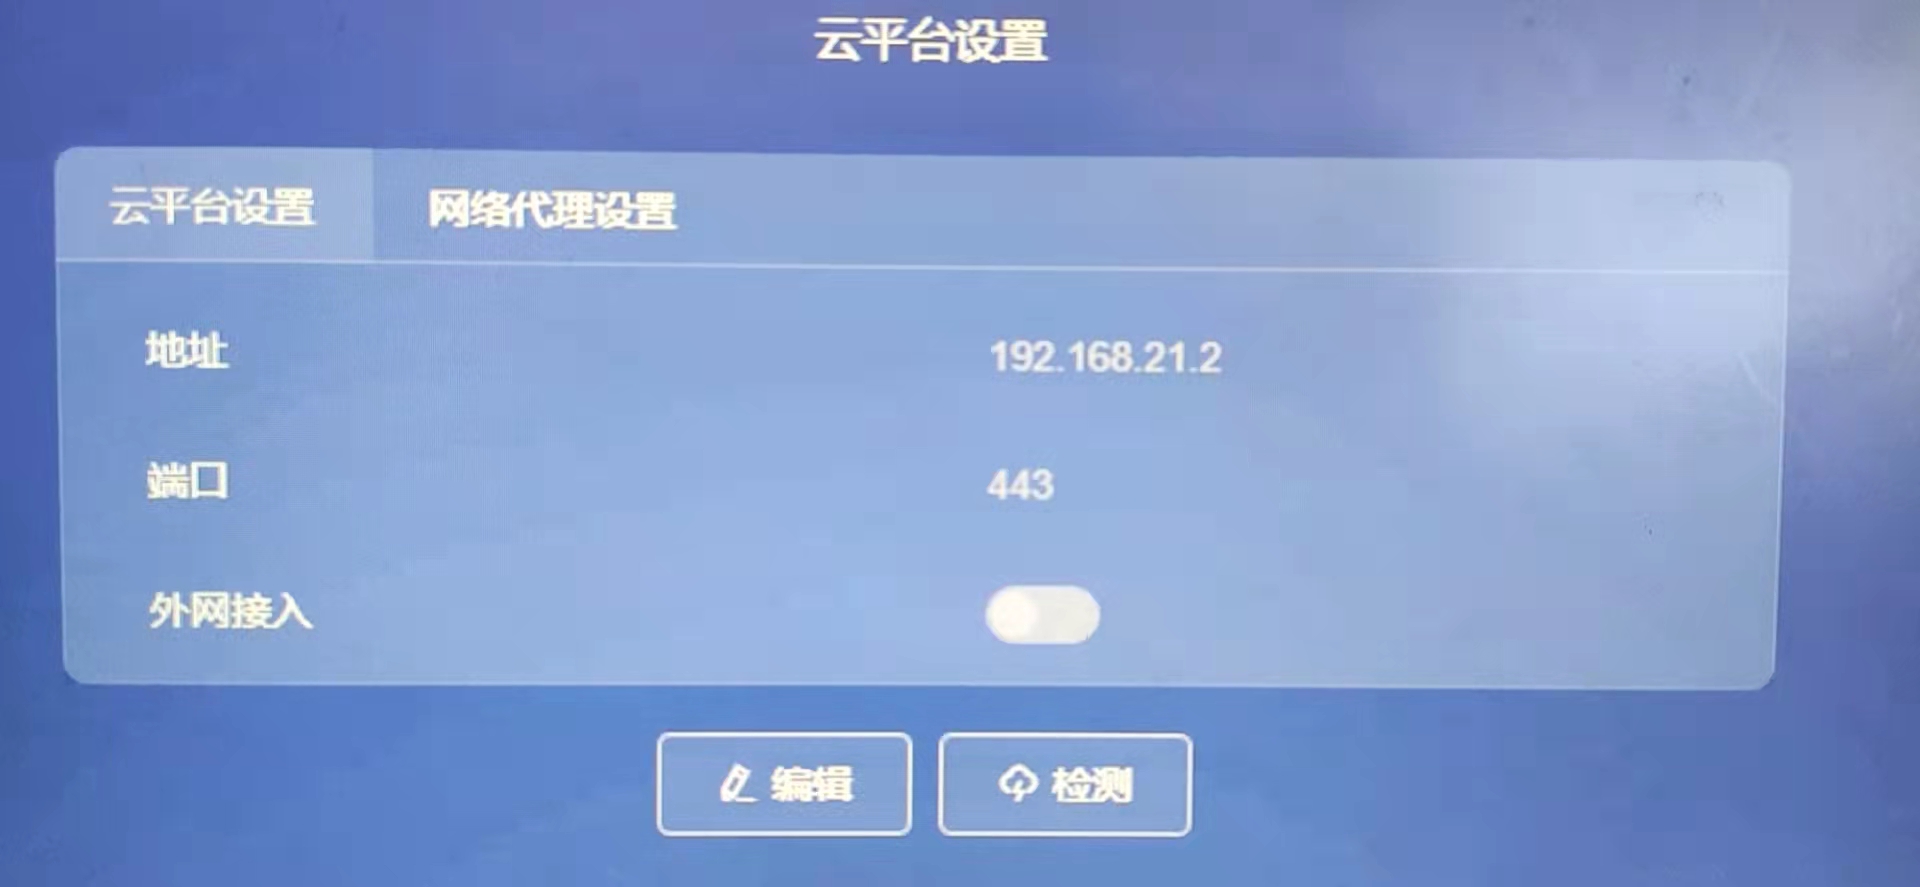 云平台设置
云平台设置 网络代理设置
地址 192.168.21.2
端口 443
外网接入
编辑 检测